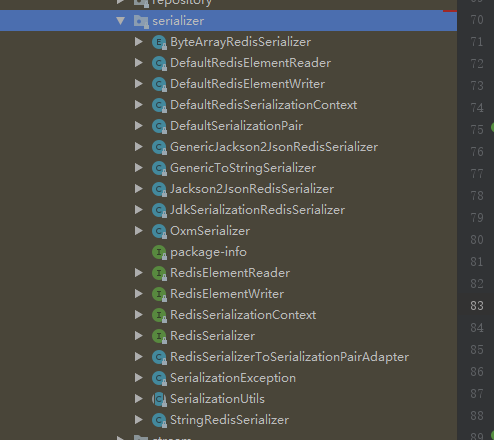 repository
serializer
ByteArrayRedisSerializer
DefaultRedisElementReader
DefaultRedisElementWriter
DefaultRedisSerializationContext
DefaultSerializationPair
GenericJackson2JsonRedisSerializer
GenericToStringSerializer
Jackson2JsonRedisSerializer
JdkSerializationRedisSerializer
OxmSerializer
package-info
RedisElementReader
RedisElementWriter
RedisSerializationContext
RedisSerializer
RedisSerializerToSerializationPairAdapter
SerializationException
SerializationUtils
StringRedisSerializer
stream
70
71
72
73
74
75
76
77
78
79
80
81
82
83
84
85
86
87
88
89